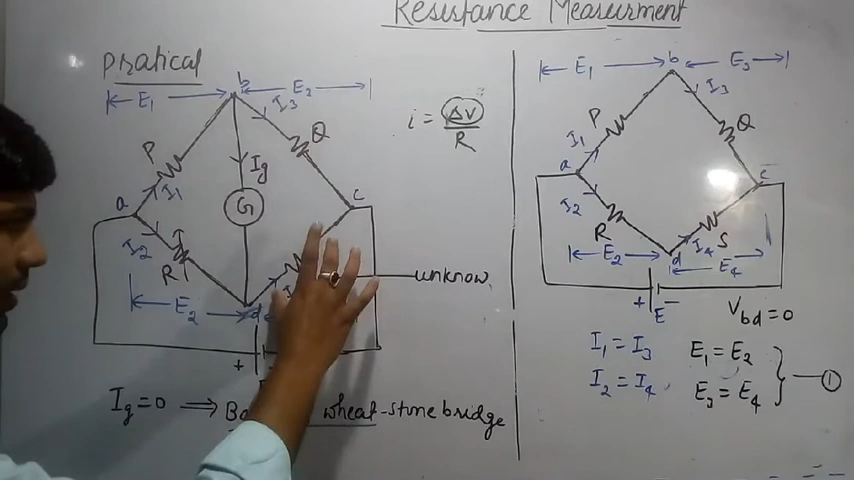 Resistance Measurment
Pratical
E1
b
E2
I3
P
Q
a
I1
Ig
G
c
I2
R
E2
d
unknow
+
Ig=0 ⟹ Ba wheat-stone bridge
i = ΔV/R
E1
b
E3
I3
P
Q
I1
a
c
I2
R
S
I4
E2
d
E4
+ −
E
Vbd=0
I1=I3
E1=E2
I2=I4
E3=E4
1